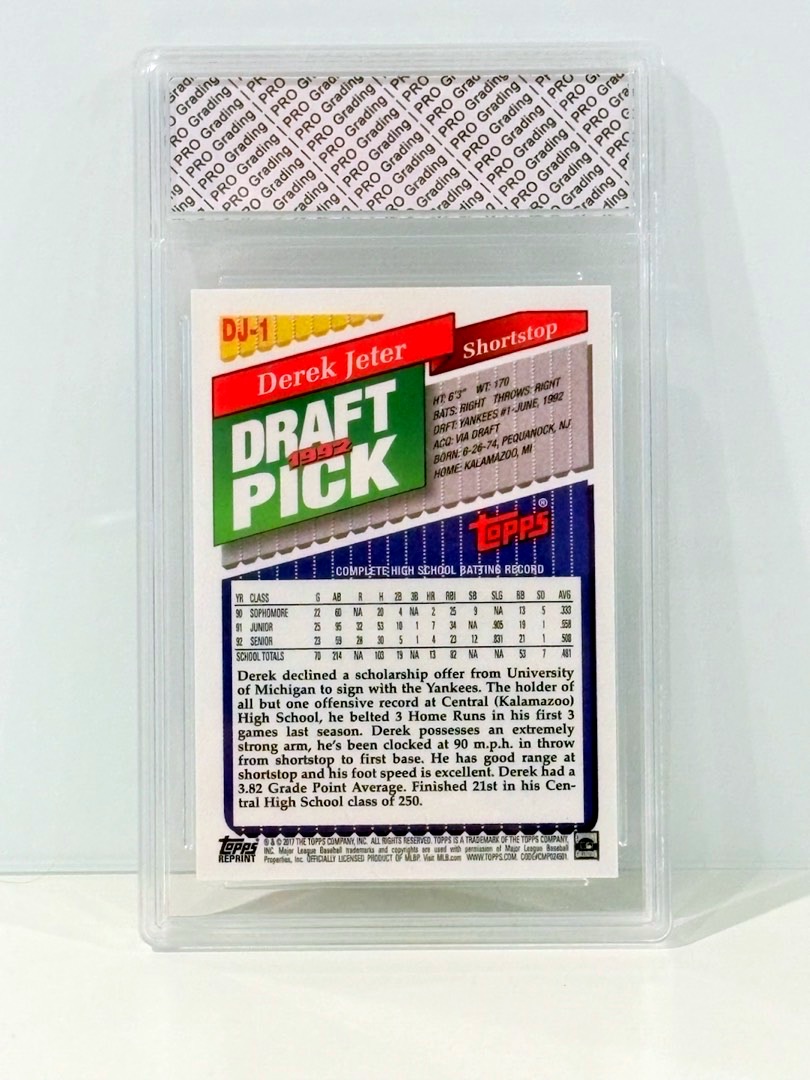 PRO Grading
DJ-1
Derek Jeter
Shortstop
DRAFT
1992
PICK
HT: 6'3" WT: 170
BATS: RIGHT THROWS: RIGHT
DRFT: YANKEES #1-JUNE, 1992
ACQ: VIA DRAFT
BORN: 6-26-74, PEQUANOCK, NJ
HOME: KALAMAZOO, MI
Topps®
COMPLETE HIGH SCHOOL BATTING RECORD
YR CLASS G AB R H 2B 3B HR RBI SB SLG BB SO AVG
90 SOPHOMORE 22 60 NA 20 4 NA 2 25 9 NA 13 5 .333
91 JUNIOR 25 95 32 53 10 1 7 34 NA .905 19 1 .558
92 SENIOR 23 59 28 30 5 1 4 23 12 .831 21 1 .508
SCHOOL TOTALS 70 214 NA 103 19 NA 13 82 NA NA 53 7 .481
Derek declined a scholarship offer from University
of Michigan to sign with the Yankees. The holder of
all but one offensive record at Central (Kalamazoo)
High School, he belted 3 Home Runs in his first 3
games last season. Derek possesses an extremely
strong arm, he's been clocked at 90 m.p.h. in throw
from shortstop to first base. He has good range at
shortstop and his foot speed is excellent. Derek had a
3.82 Grade Point Average. Finished 21st in his Cen-
tral High School class of 250.
Topps
REPRINT
® & © 2017 THE TOPPS COMPANY, INC. ALL RIGHTS RESERVED. TOPPS IS A TRADEMARK OF THE TOPPS COMPANY,
INC. Major League Baseball trademarks and copyrights are used with permission of Major League Baseball
Properties, Inc. OFFICIALLY LICENSED PRODUCT OF MLBP. Visit MLB.com WWW.TOPPS.COM. CODE#CMP024501